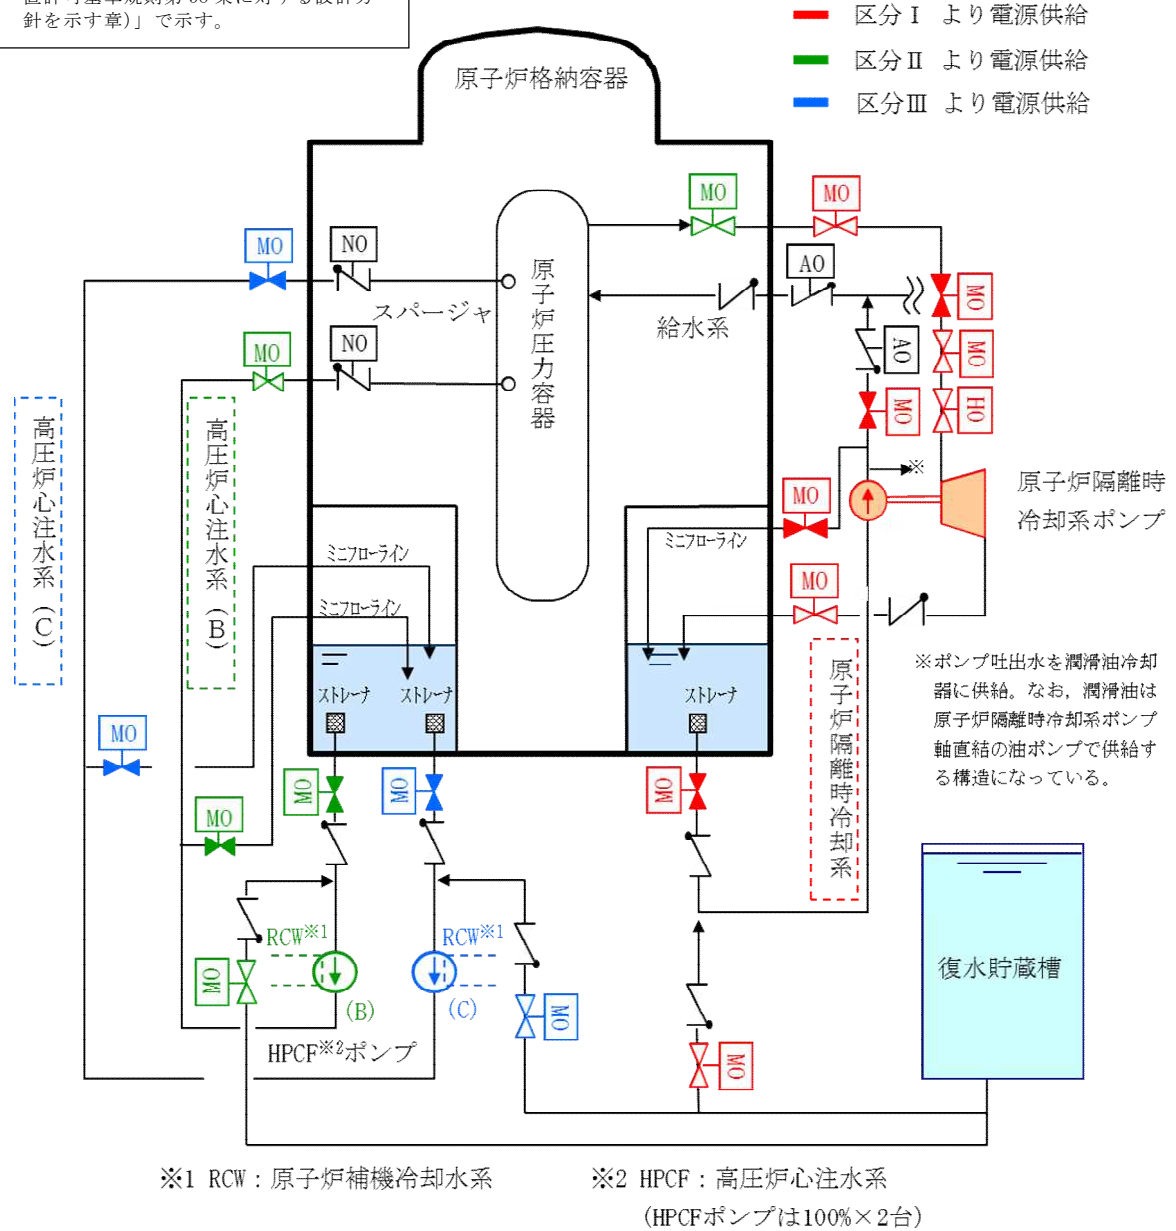 針を示す章)」で示す。
区分Ⅰ より電源供給
区分Ⅱ より電源供給
区分Ⅲ より電源供給
原子炉格納容器
MO
MO
MO
NO
AO
原子炉圧力容器
スパージャ
給水系
MO
MO
NO
AO
MO
MO
HO
高圧炉心注水系(C)
高圧炉心注水系(B)
※
MO
原子炉隔離時
冷却系ポンプ
ミニフローライン
ミニフローライン
MO
ミニフローライン
原子炉隔離時冷却系
※ポンプ吐出水を潤滑油冷却
器に供給。なお,潤滑油は
原子炉隔離時冷却系ポンプ
軸直結の油ポンプで供給す
る構造になっている。
ストレーナ
ストレーナ
ストレーナ
MO
MO
MO
MO
MO
RCW※1
RCW※1
MO
復水貯蔵槽
(B)
(C)
MO
HPCF※2ポンプ
MO
※1 RCW：原子炉補機冷却水系
※2 HPCF：高圧炉心注水系
(HPCFポンプは100%×2台)